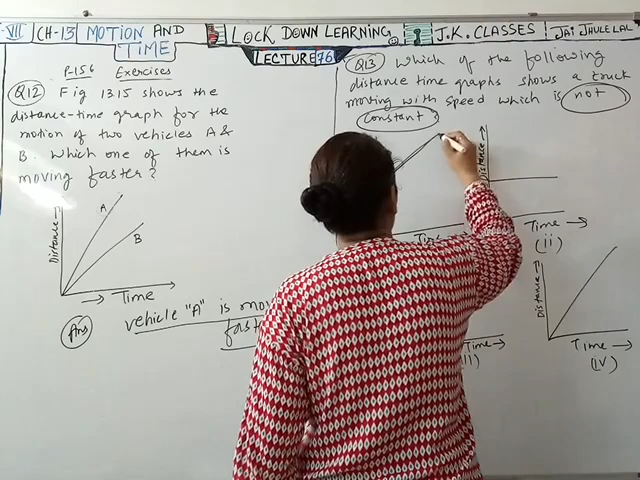 VII
CH-13
MOTION AND
TIME
LOCK DOWN LEARNING
J.K. CLASSES
JAI JHULE LAL
LECTURE 76
P-156 Exercises
Q12 Fig 13.15 shows the
distance-time graph for the
motion of two vehicles A &
B. Which one of them is
moving faster?
Distance →
A
B
→ Time
Ans
vehicle "A" is mov
fast
Q13 Which of the following
distance time graphs shows a truck
moving with speed which is not
constant?
Distance →
Time →
(ii)
Distance →
Time →
Time →
(IV)